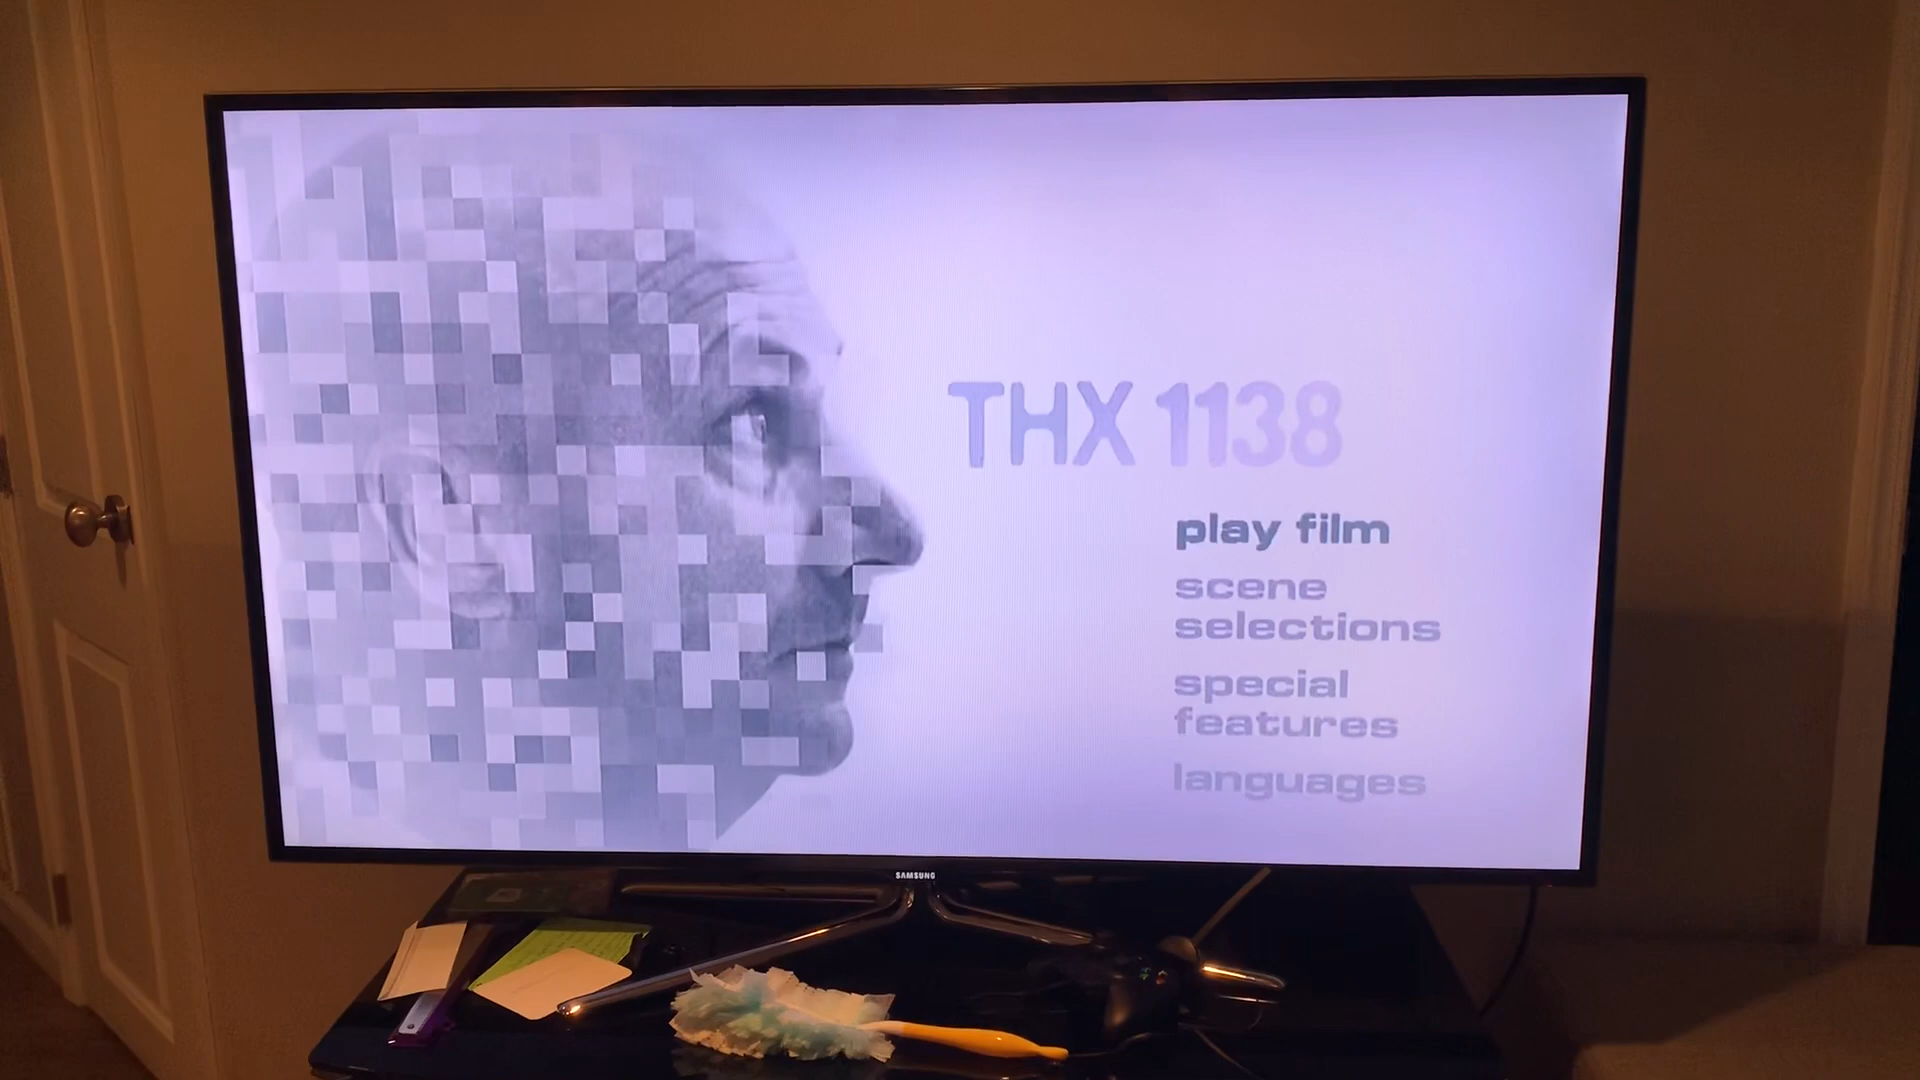 THX 1138
play film
scene
selections
special
features
languages
SAMSUNG